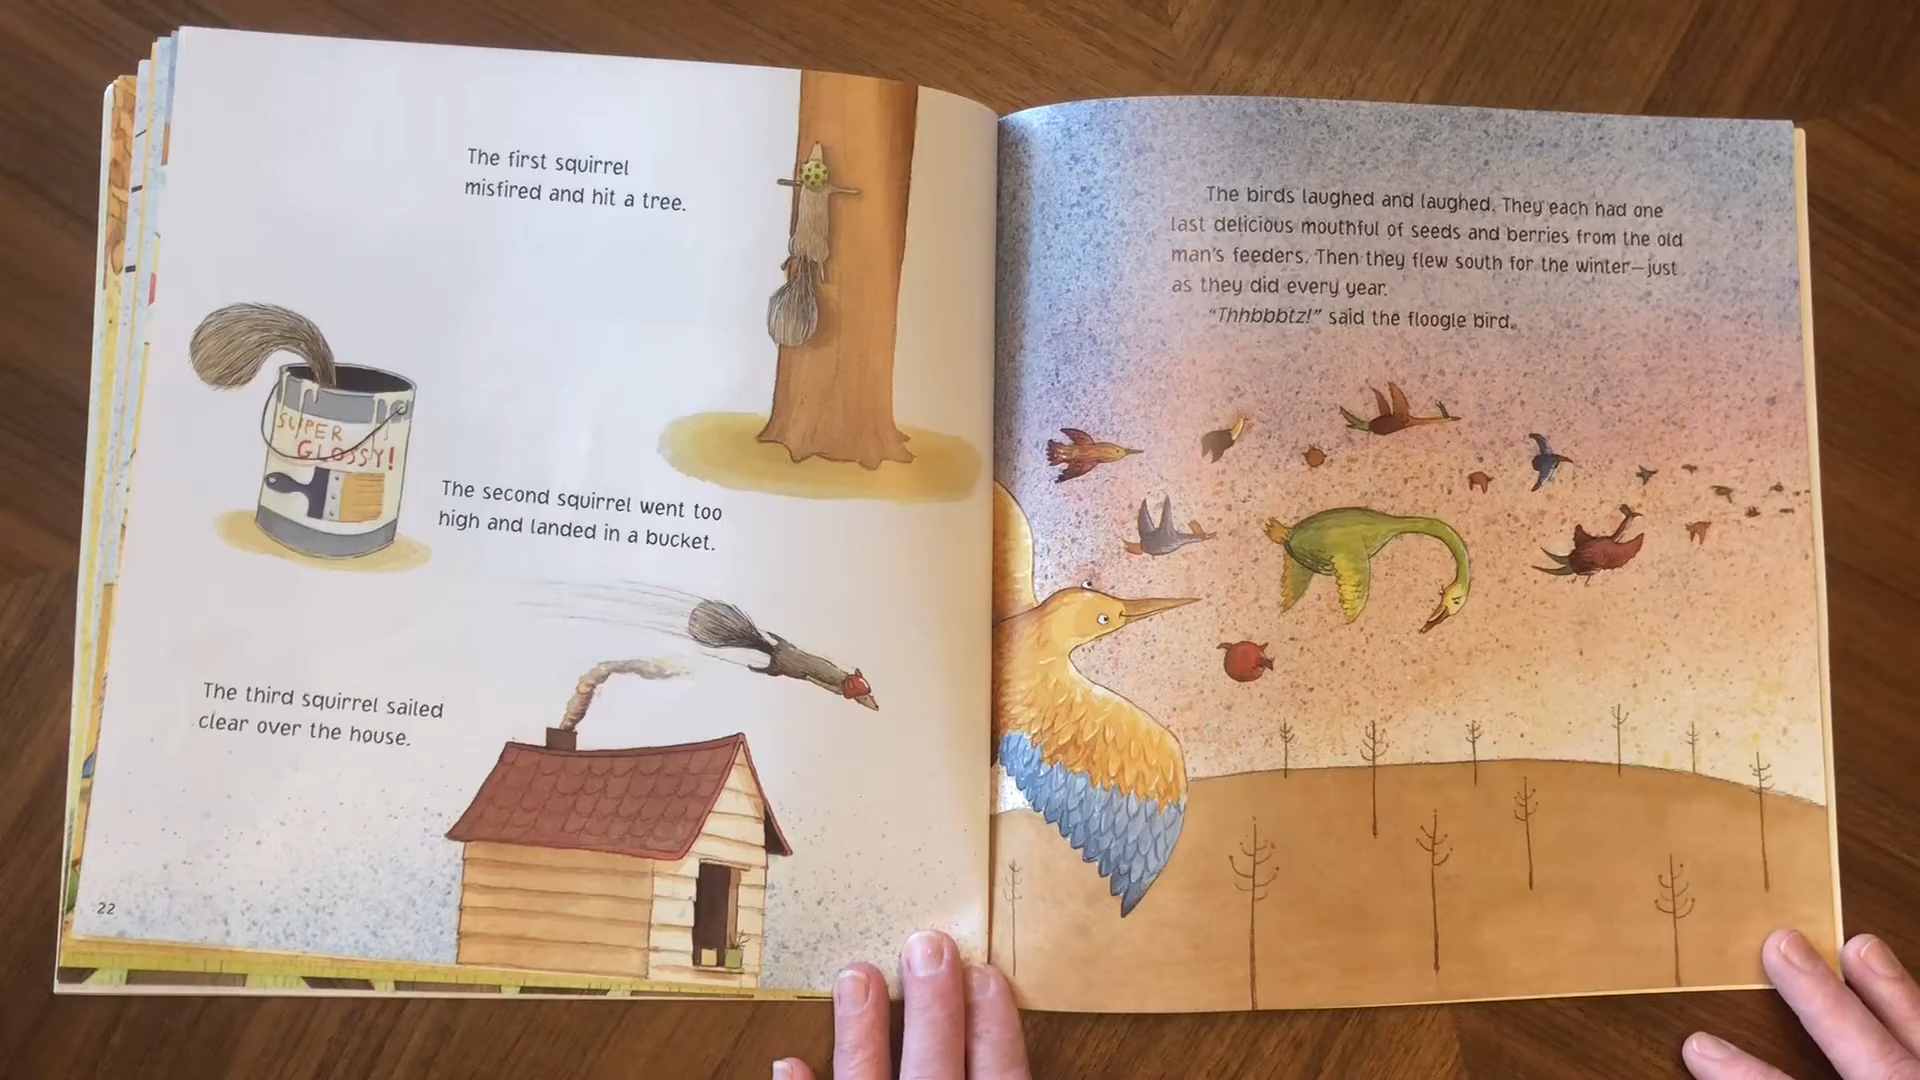 The first squirrel
misfired and hit a tree.
SUPER
GLOSSY!
The second squirrel went too
high and landed in a bucket.
The third squirrel sailed
clear over the house.
22
The birds laughed and laughed. They each had one
last delicious mouthful of seeds and berries from the old
man's feeders. Then they flew south for the winter—just
as they did every year.
"Thhbbbtz!" said the floogle bird.